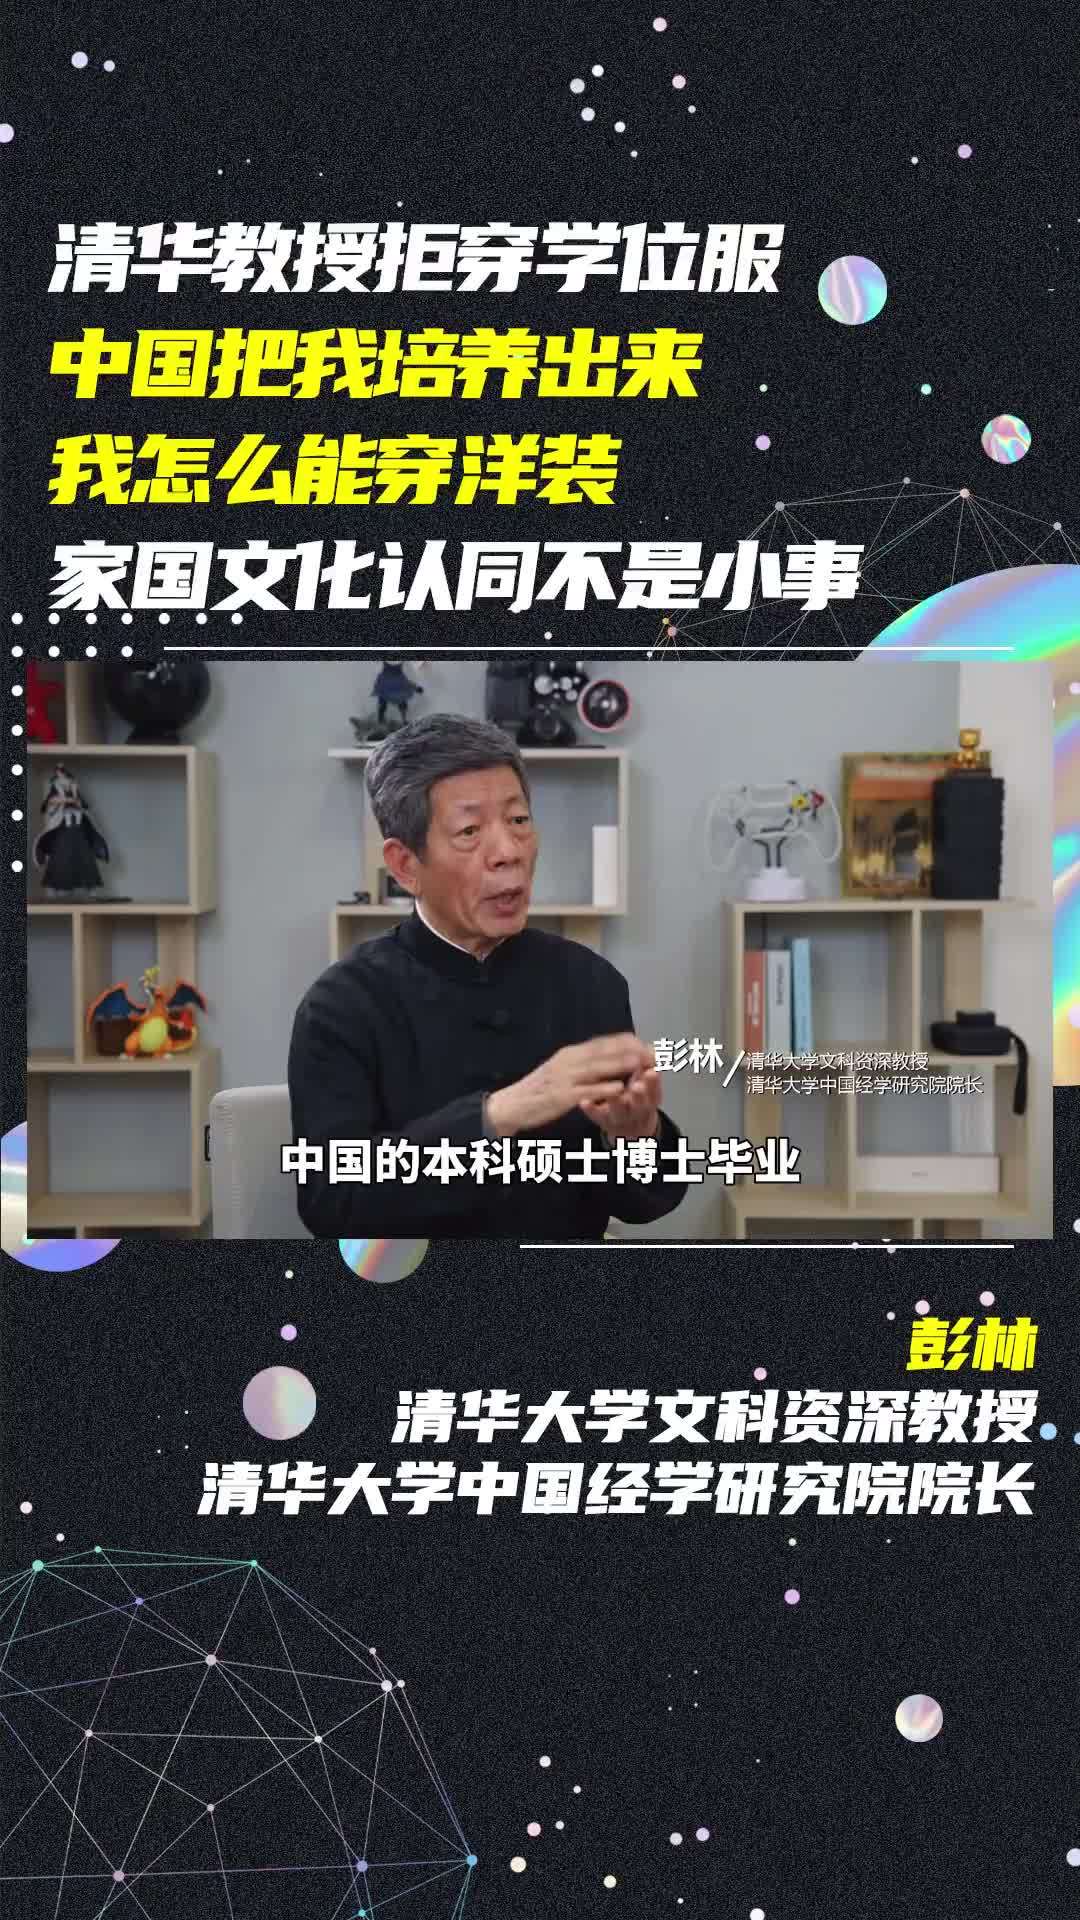 清华教授拒穿学位服
中国把我培养出来
我怎么能穿洋装
家国文化认同不是小事
彭林/清华大学文科资深教授
清华大学中国经学研究院院长
中国的本科硕士博士毕业
彭林
清华大学文科资深教授
清华大学中国经学研究院院长